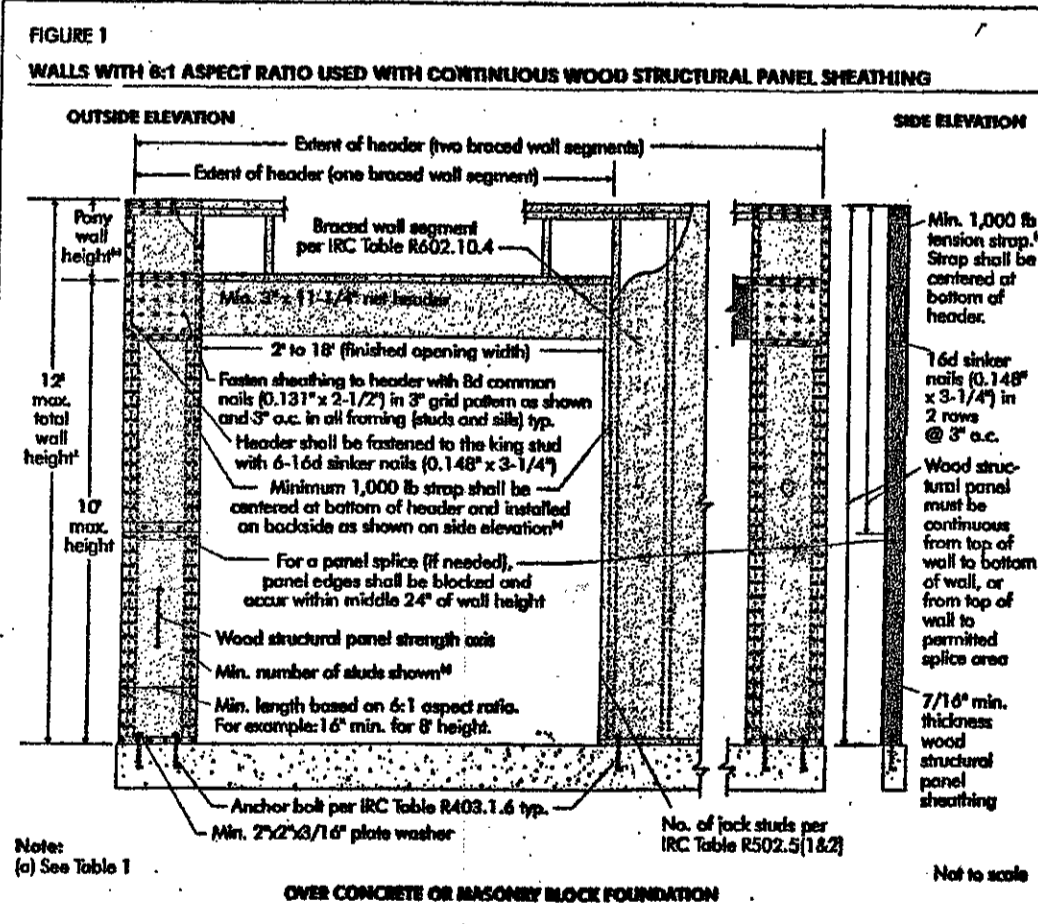 FIGURE 1
WALLS WITH 6:1 ASPECT RATIO USED WITH CONTINUOUS WOOD STRUCTURAL PANEL SHEATHING
OUTSIDE ELEVATION
SIDE ELEVATION
Extent of header (two braced wall segments)
Extent of header (one braced wall segment)
Pony
wall
height(a)
Braced wall segment
per IRC Table R602.10.4
Min. 3" x 11-1/4" net header
2' to 18' (finished opening width)
Fasten sheathing to header with 8d common
nails (0.131" x 2-1/2") in 3" grid pattern as shown
and 3" o.c. in all framing (studs and sills) typ.
Header shall be fastened to the king stud
with 6-16d sinker nails (0.148" x 3-1/4")
Minimum 1,000 lb strap shall be
centered at bottom of header and installed
on backside as shown on side elevation(a)
12'
max.
total
wall
height
10'
max.
height
For a panel splice (if needed),
panel edges shall be blocked and
occur within middle 24" of wall height
Wood structural panel strength axis
Min. number of studs shown(a)
Min. length based on 6:1 aspect ratio.
For example: 16" min. for 8' height.
Anchor bolt per IRC Table R403.1.6 typ.
Min. 2"x2"x3/16" plate washer
No. of jack studs per
IRC Table R502.5(1&2)
Min. 1,000 lb
tension strap.
Strap shall be
centered at
bottom of
header.
16d sinker
nails (0.148"
x 3-1/4") in
2 rows
@ 3" o.c.
Wood struc-
tural panel
must be
continuous
from top of
wall to bottom
of wall, or
from top of
wall to
permitted
splice area
7/16" min.
thickness
wood
structural
panel
sheathing
Note:
(a) See Table 1
Not to scale
OVER CONCRETE OR MASONRY BLOCK FOUNDATION